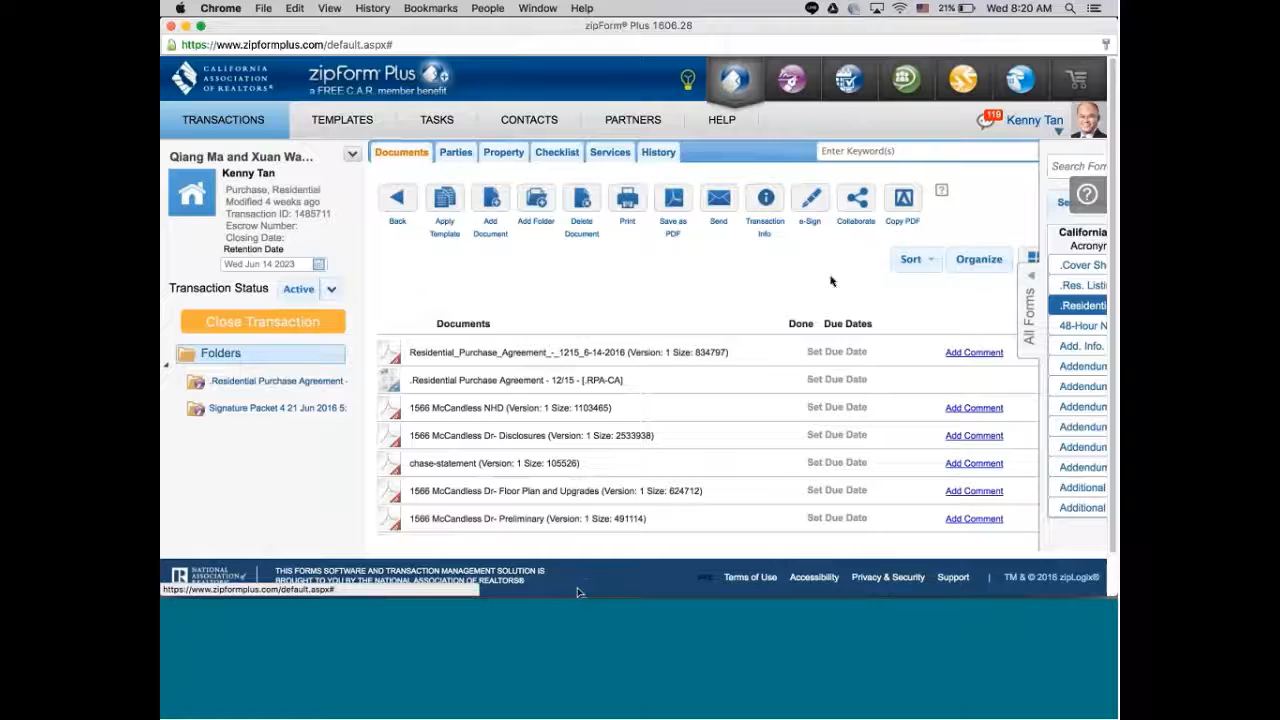 Chrome File Edit View History Bookmarks People Window Help 21% Wed 8:20 AM
zipForm® Plus 1606.28
https://www.zipformplus.com/default.aspx#
CALIFORNIA
ASSOCIATION
OF REALTORS®
zipForm® Plus
a FREE C.A.R. member benefit
TRANSACTIONS TEMPLATES TASKS CONTACTS PARTNERS HELP 119 Kenny Tan
Qiang Ma and Xuan Wa...
Kenny Tan
Purchase, Residential
Modified 4 weeks ago
Transaction ID: 1485711
Escrow Number:
Closing Date:
Retention Date
Wed Jun 14 2023
Transaction Status Active
Close Transaction
Folders
.Residential Purchase Agreement -
Signature Packet 4 21 Jun 2016 5:
Documents Parties Property Checklist Services History Enter Keyword(s)
Back
Apply Template
Add Document
Add Folder
Delete Document
Print
Save as PDF
Send
Transaction Info
e-Sign
Collaborate
Copy PDF
?
Sort Organize
Documents Done Due Dates
Residential_Purchase_Agreement_-_1215_6-14-2016 (Version: 1 Size: 834797) Set Due Date Add Comment
.Residential Purchase Agreement - 12/15 - [.RPA-CA] Set Due Date
1566 McCandless NHD (Version: 1 Size: 1103465) Set Due Date Add Comment
1566 McCandless Dr- Disclosures (Version: 1 Size: 2533938) Set Due Date Add Comment
chase-statement (Version: 1 Size: 105526) Set Due Date Add Comment
1566 McCandless Dr- Floor Plan and Upgrades (Version: 1 Size: 624712) Set Due Date Add Comment
1566 McCandless Dr- Preliminary (Version: 1 Size: 491114) Set Due Date Add Comment
All Forms
Search For
?
Se
California
Acronym
.Cover Sh
.Res. Listi
.Residenti
48-Hour N
Add. Info.
Addendum
Addendum
Addendum
Addendum
Addendum
Addendum
Additional
Additional
NATIONAL
ASSOCIATION of
REALTORS®
THIS FORMS SOFTWARE AND TRANSACTION MANAGEMENT SOLUTION IS
BROUGHT TO YOU BY THE NATIONAL ASSOCIATION OF REALTORS®
Terms of Use Accessibility Privacy & Security Support | TM & © 2016 zipLogix®
https://www.zipformplus.com/default.aspx#